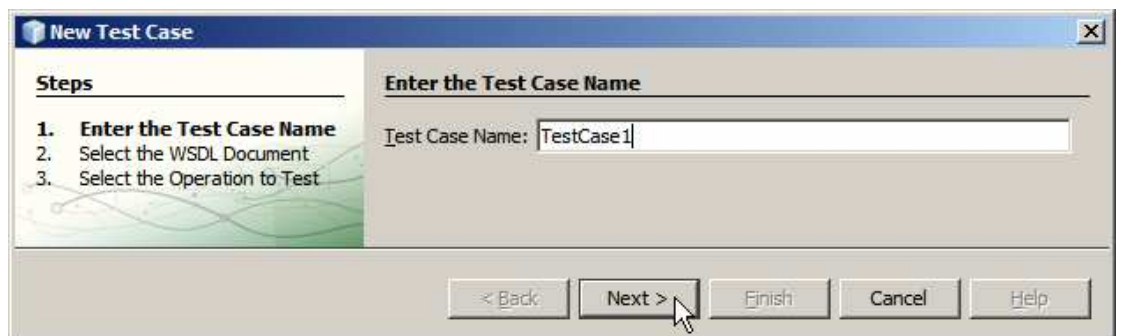 New Test Case
Steps
1. Enter the Test Case Name
2. Select the WSDL Document
3. Select the Operation to Test
Enter the Test Case Name
Test Case Name: TestCase1
< Back
Next >
Finish
Cancel
Help